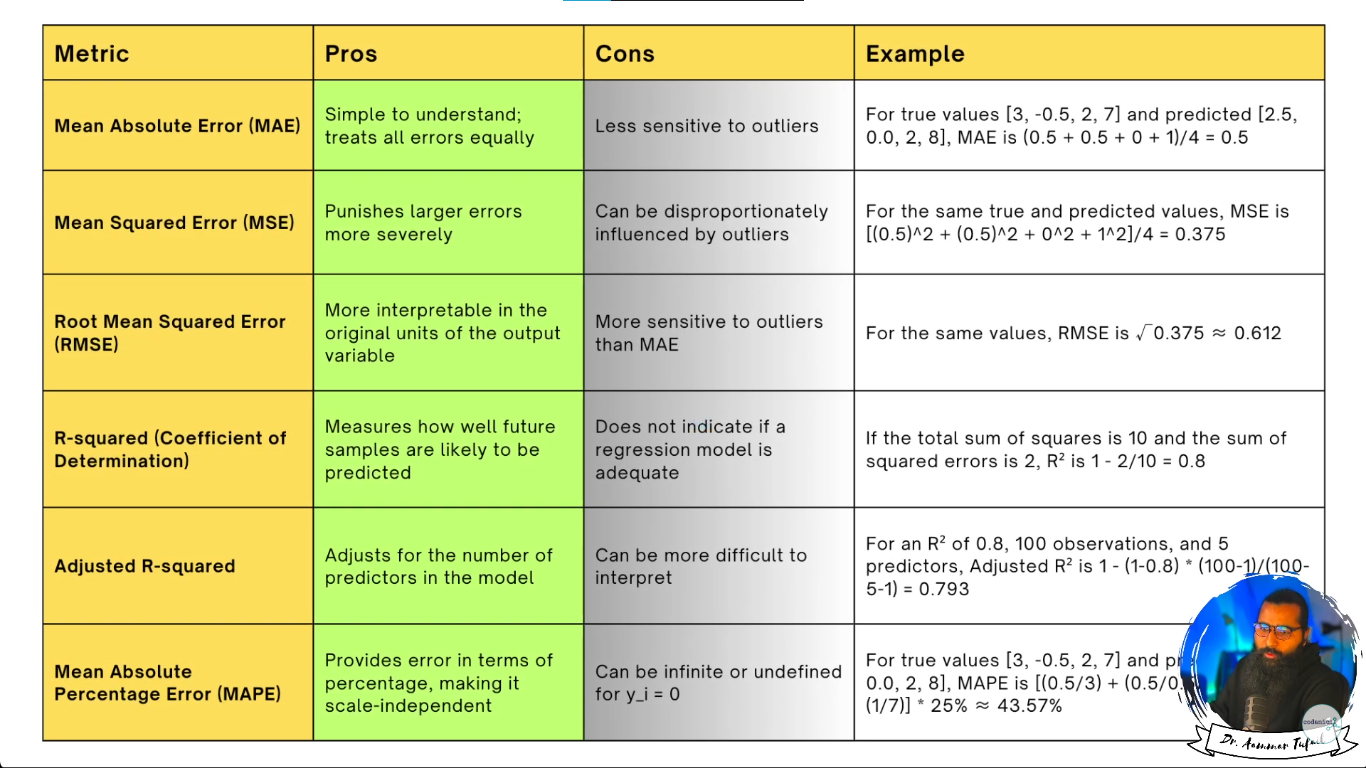 Metric
Pros
Cons
Example
Mean Absolute Error (MAE)
Simple to understand;
treats all errors equally
Less sensitive to outliers
For true values [3, -0.5, 2, 7] and predicted [2.5,
0.0, 2, 8], MAE is (0.5 + 0.5 + 0 + 1)/4 = 0.5
Mean Squared Error (MSE)
Punishes larger errors
more severely
Can be disproportionately
influenced by outliers
For the same true and predicted values, MSE is
[(0.5)^2 + (0.5)^2 + 0^2 + 1^2]/4 = 0.375
Root Mean Squared Error
(RMSE)
More interpretable in the
original units of the output
variable
More sensitive to outliers
than MAE
For the same values, RMSE is √0.375 ≈ 0.612
R-squared (Coefficient of
Determination)
Measures how well future
samples are likely to be
predicted
Does not indicate if a
regression model is
adequate
If the total sum of squares is 10 and the sum of
squared errors is 2, R² is 1 - 2/10 = 0.8
Adjusted R-squared
Adjusts for the number of
predictors in the model
Can be more difficult to
interpret
For an R² of 0.8, 100 observations, and 5
predictors, Adjusted R² is 1 - (1-0.8) * (100-1)/(100-
5-1) = 0.793
Mean Absolute
Percentage Error (MAPE)
Provides error in terms of
percentage, making it
scale-independent
Can be infinite or undefined
for y_i = 0
For true values [3, -0.5, 2, 7] and
0.0, 2, 8], MAPE is [(0.5/3) + (0.5/0.
(1/7)] * 25% ≈ 43.57%
codanics
Dr. Aammar Tufail